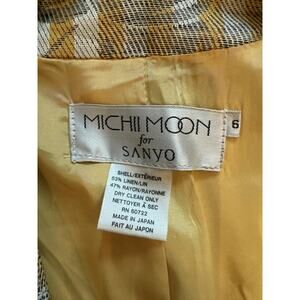 MICHII MOON
for
SANYO
6
SHELL/EXTÉRIEUR
53% LINEN/LIN
47% RAYON/RAYONNE
DRY CLEAN ONLY
NETTOYER À SEC
RN 60722
MADE IN JAPAN
FAIT AU JAPON